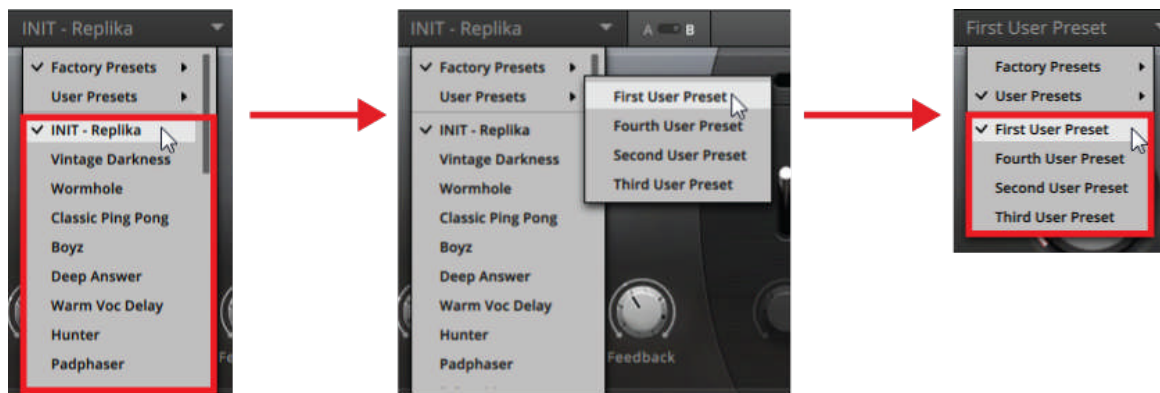 INIT - Replika
Factory Presets
User Presets
INIT - Replika
Vintage Darkness
Wormhole
Classic Ping Pong
Boyz
Deep Answer
Warm Voc Delay
Hunter
Padphaser
Fe
INIT - Replika
A B
Factory Presets
User Presets
INIT - Replika
Vintage Darkness
Wormhole
Classic Ping Pong
Boyz
Deep Answer
Warm Voc Delay
Hunter
Padphaser
First User Preset
Fourth User Preset
Second User Preset
Third User Preset
Feedback
First User Preset
Factory Presets
User Presets
First User Preset
Fourth User Preset
Second User Preset
Third User Preset